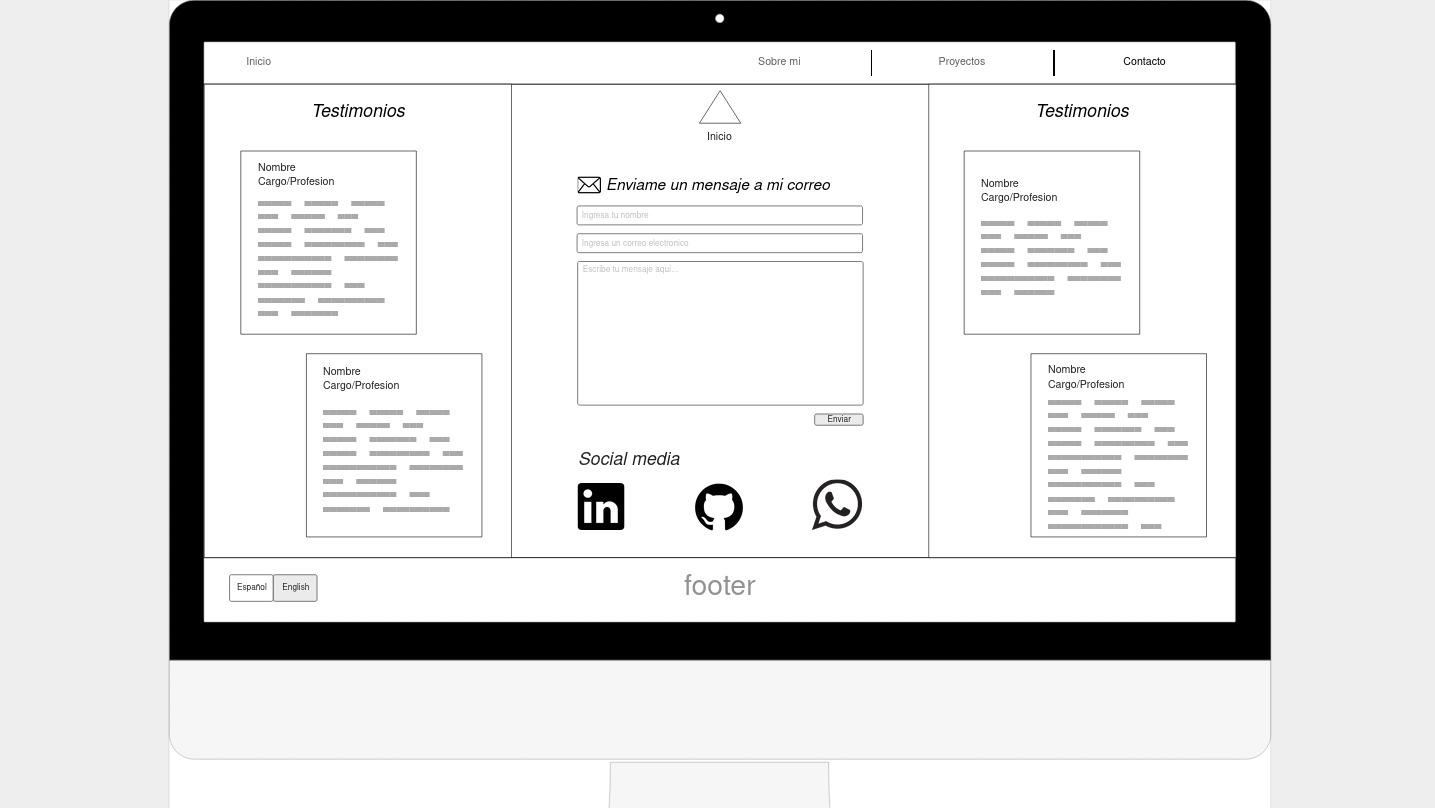 Inicio
Sobre mi
Proyectos
Contacto
Testimonios
Nombre
Cargo/Profesion
Nombre
Cargo/Profesion
Inicio
Enviame un mensaje a mi correo
Ingresa tu nombre
Ingresa un correo electronico
Escribe tu mensaje aqui...
Enviar
Social media
in
Testimonios
Nombre
Cargo/Profesion
Nombre
Cargo/Profesion
Español
English
footer